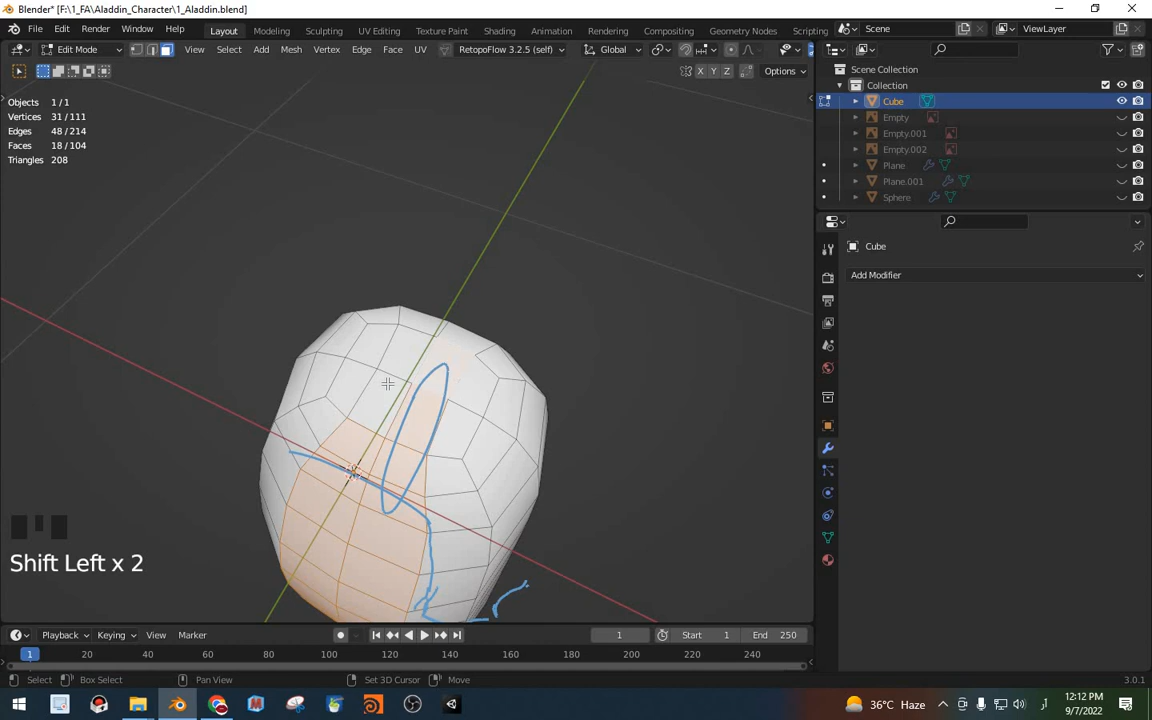 Blender* [F:\1_FA\Aladdin_Character\1_Aladdin.blend]
File Edit Render Window Help Layout Modeling Sculpting UV Editing Texture Paint Shading Animation Rendering Compositing Geometry Nodes Scripting Scene ViewLayer
Edit Mode View Select Add Mesh Vertex Edge Face UV RetopoFlow 3.2.5 (self) Global
X Y Z Options
Objects 1 / 1
Vertices 31 / 111
Edges 48 / 214
Faces 18 / 104
Triangles 208
Scene Collection
Collection
Cube
Empty
Empty.001
Empty.002
Plane
Plane.001
Sphere
Cube
Add Modifier
Shift Left x 2
Playback Keying View Marker 1 Start 1 End 250
1 20 40 60 80 100 120 140 160 180 200 220 240
Select Box Select Pan View Set 3D Cursor Move 3.0.1
36°C Haze 12:12 PM
9/7/2022